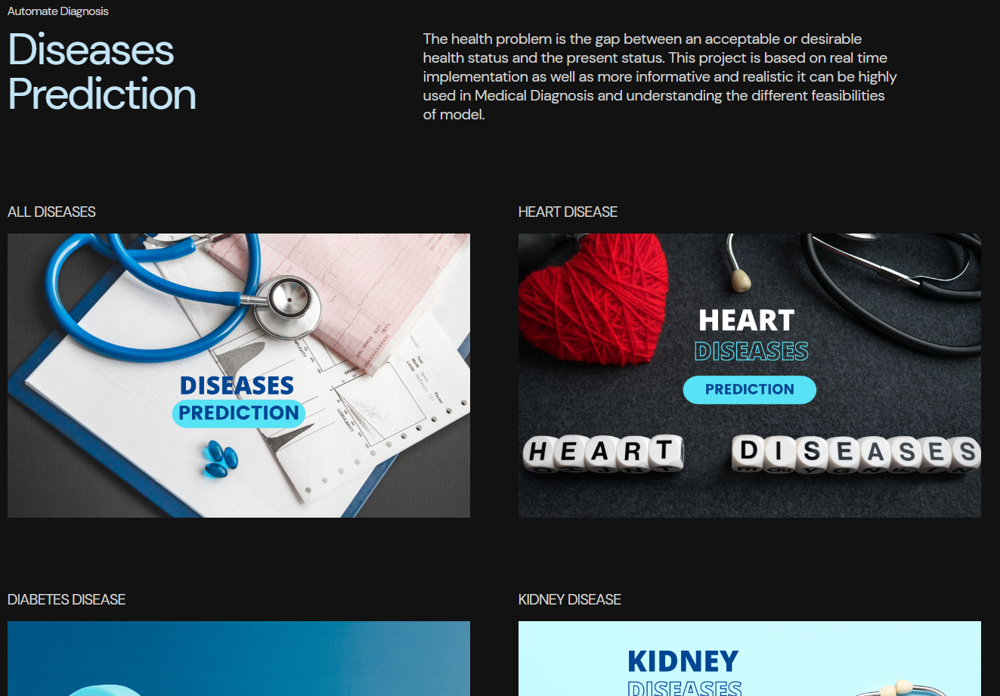 Automate Diagnosis
Diseases
Prediction
The health problem is the gap between an acceptable or desirable
health status and the present status. This project is based on real time
implementation as well as more informative and realistic it can be highly
used in Medical Diagnosis and understanding the different feasibilities
of model.
ALL DISEASES
DISEASES
PREDICTION
LOBULARITY
HEART DISEASE
HEART
DISEASES
PREDICTION
HEART DISEASES
DIABETES DISEASE
KIDNEY DISEASE
KIDNEY
DISEASES